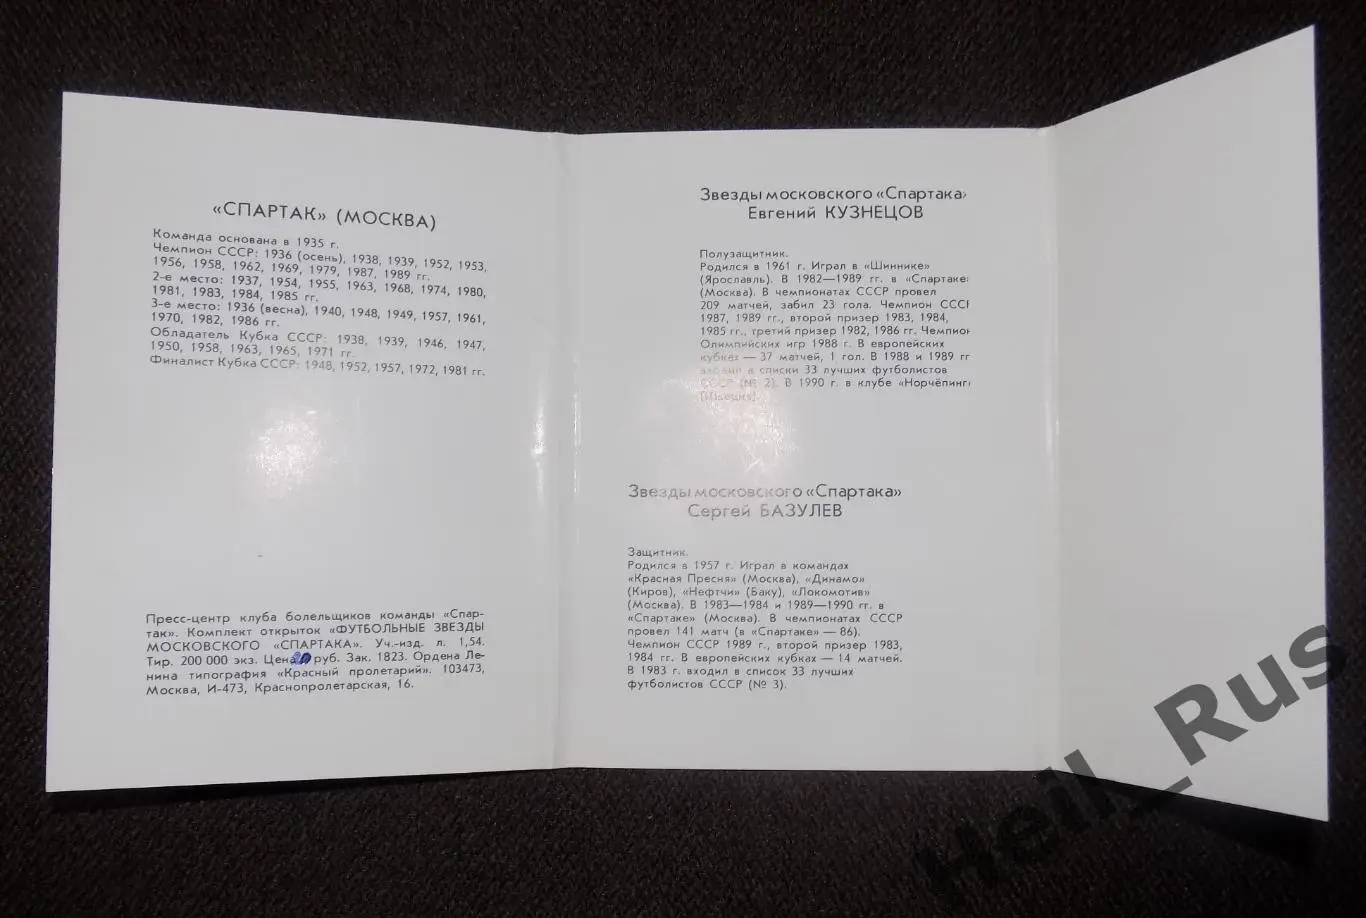 «СПАРТАК» (МОСКВА)
Команда основана в 1935 г.
Чемпион СССР: 1936 (осень), 1938, 1939, 1952, 1953,
1956, 1958, 1962, 1969, 1979, 1987, 1989 гг.
2-е место: 1937, 1954, 1955, 1963, 1968, 1974, 1980,
1981, 1983, 1984, 1985 гг.
3-е место: 1936 (весна), 1940, 1948, 1949, 1957, 1961,
1970, 1982, 1986 гг.
Обладатель Кубка СССР: 1938, 1939, 1946, 1947,
1950, 1958, 1963, 1965, 1971 гг.
Финалист Кубка СССР: 1948, 1952, 1957, 1972, 1981 гг.
Пресс-центр клуба болельщиков команды «Спар-
так». Комплект открыток «ФУТБОЛЬНЫЕ ЗВЕЗДЫ
МОСКОВСКОГО «СПАРТАКА». Уч.-изд. л. 1,54.
Тир. 200 000 экз. Цена руб. Зак. 1823. Ордена Ле-
нина типография «Красный пролетарий». 103473,
Москва, И-473, Краснопролетарская, 16.
Звезды московского «Спартака»
Евгений КУЗНЕЦОВ
Полузащитник.
Родился в 1961 г. Играл в «Шиннике»
(Ярославль). В 1982—1989 гг. в «Спартаке»
(Москва). В чемпионатах СССР провел
209 матчей, забил 23 гола. Чемпион СССР
1987, 1989 гг., второй призер 1983, 1984,
1985 гг., третий призер 1982, 1986 гг. Чемпион
Олимпийских игр 1988 г. В европейских
кубках — 37 матчей, 1 гол. В 1988 и 1989 гг
входил в списки 33 лучших футболистов
СССР (№ 2). В 1990 г. в клубе «Норчёпинг»
(Швеция).
Звезды московского «Спартака»
Сергей БАЗУЛЕВ
Защитник.
Родился в 1957 г. Играл в командах
«Красная Пресня» (Москва), «Динамо»
(Киров), «Нефтчи» (Баку), «Локомотив»
(Москва). В 1983—1984 и 1989—1990 гг. в
«Спартаке» (Москва). В чемпионатах СССР
провел 141 матч (в «Спартаке» — 86).
Чемпион СССР 1989 г., второй призер 1983,
1984 гг. В европейских кубках — 14 матчей.
В 1983 г. входил в список 33 лучших
футболистов СССР (№ 3).
Heil_Rus